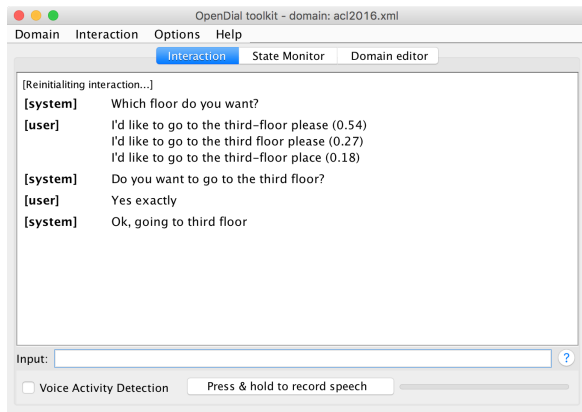 OpenDial toolkit - domain: acl2016.xml
Domain Interaction Options Help
Interaction State Monitor Domain editor
[Reinitialiting interaction...]
[system] Which floor do you want?
[user] I'd like to go to the third-floor please (0.54)
I'd like to go to the third floor please (0.27)
I'd like to go to the third-floor place (0.18)
[system] Do you want to go to the third floor?
[user] Yes exactly
[system] Ok, going to third floor
Input: ?
Voice Activity Detection Press & hold to record speech